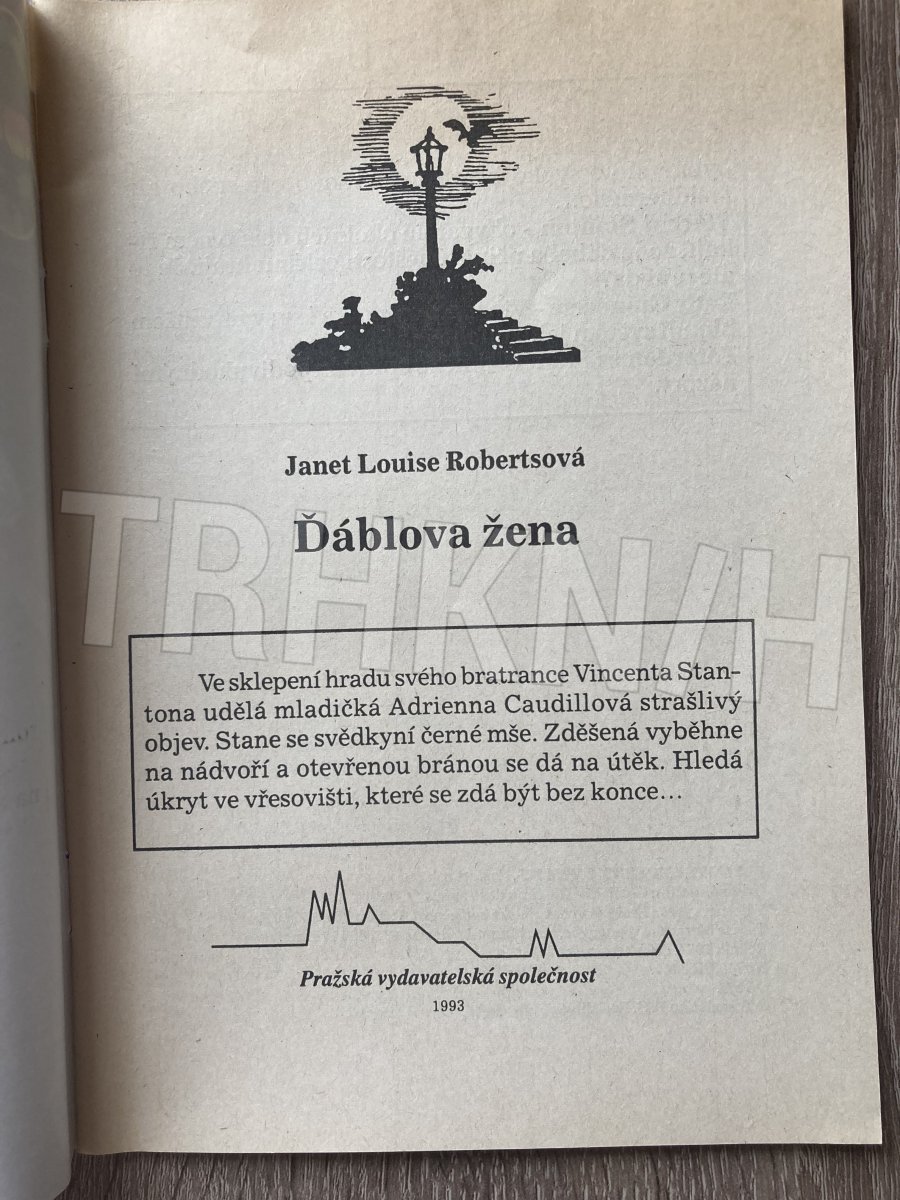 Janet Louise Robertsová
Ďáblova žena
TRHKNIH
Ve sklepení hradu svého bratrance Vincenta Stan-
tona udělá mladičká Adrienna Caudillová strašlivý
objev. Stane se svědkyní černé mše. Zděšená vyběhne
na nádvoří a otevřenou bránou se dá na útěk. Hledá
úkryt ve vřesovišti, které se zdá být bez konce...
Pražská vydavatelská společnost
1993